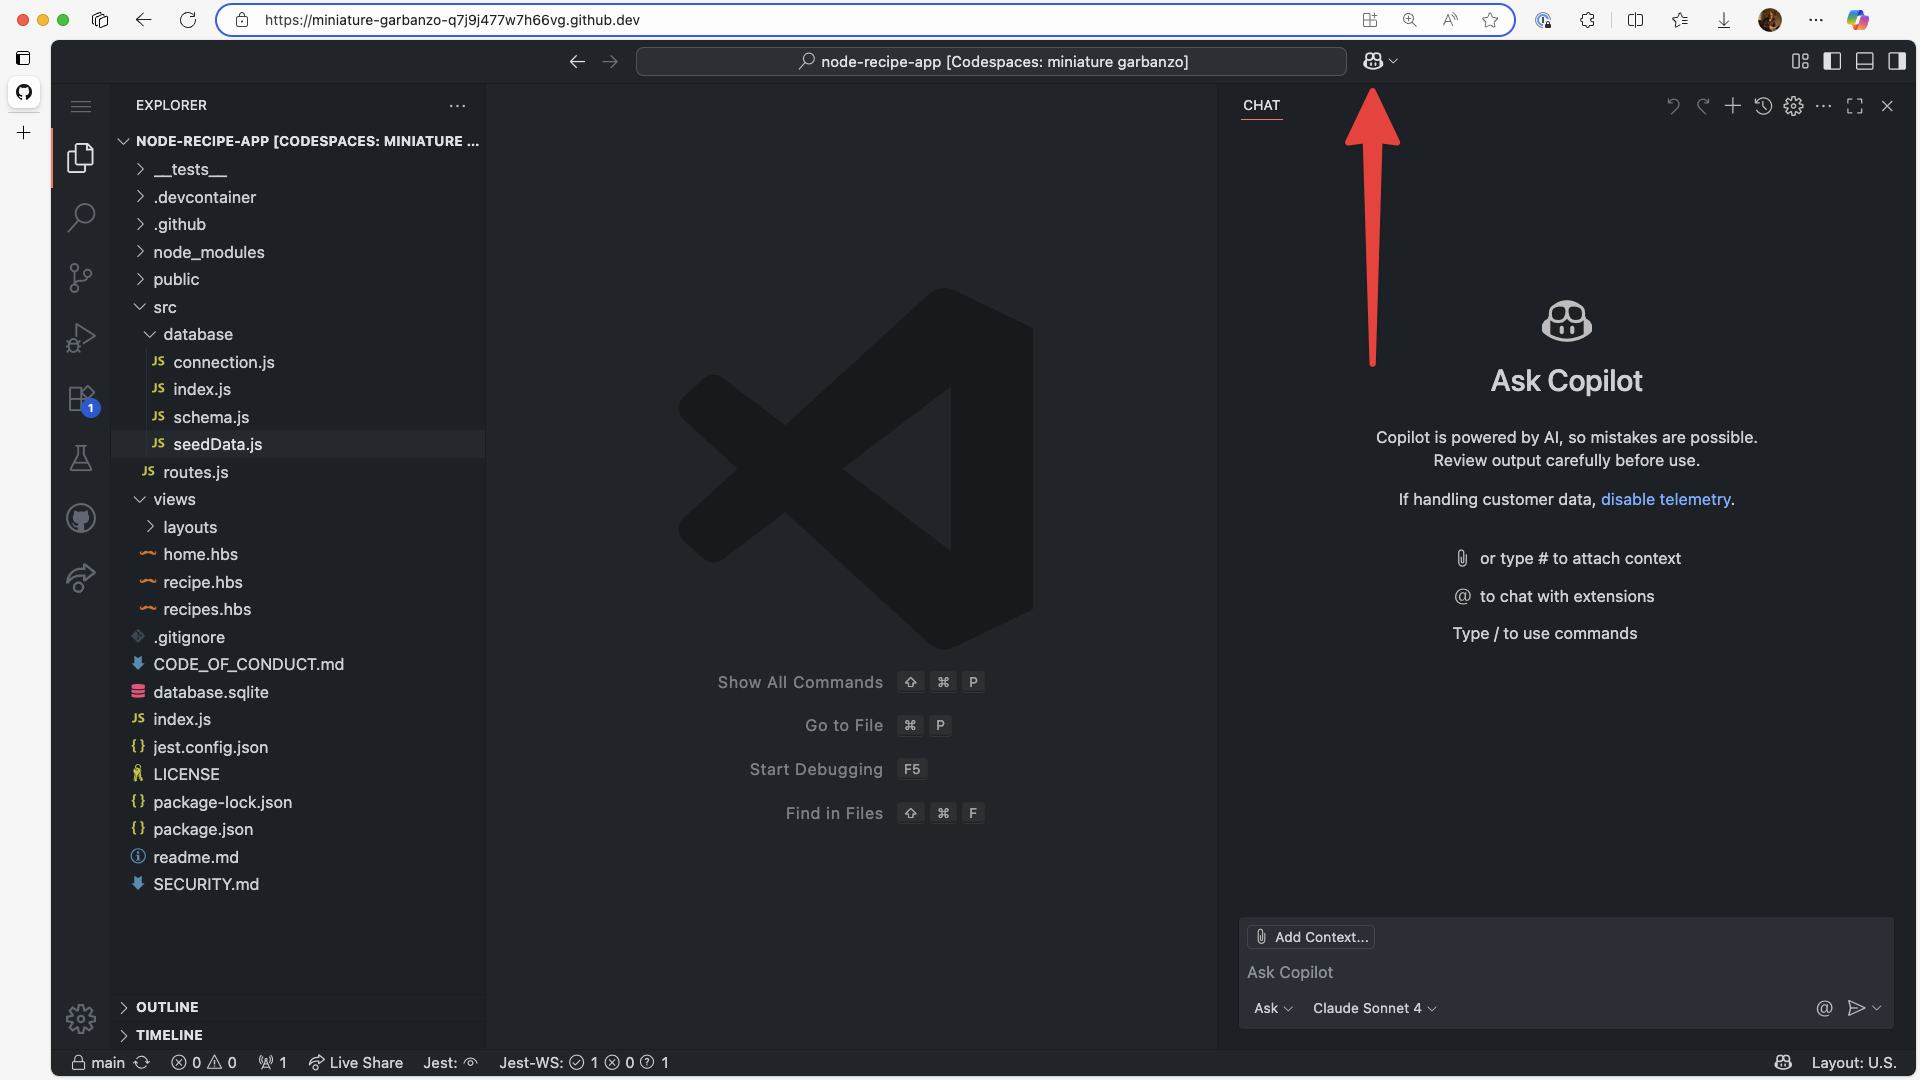 https://miniature-garbanzo-q7j9j477w7h66vg.github.dev
node-recipe-app [Codespaces: miniature garbanzo]
EXPLORER
NODE-RECIPE-APP [CODESPACES: MINIATURE ...
__tests__
.devcontainer
.github
node_modules
public
src
database
JS connection.js
JS index.js
JS schema.js
JS seedData.js
JS routes.js
views
layouts
home.hbs
recipe.hbs
recipes.hbs
.gitignore
CODE_OF_CONDUCT.md
database.sqlite
JS index.js
{} jest.config.json
LICENSE
{} package-lock.json
{} package.json
readme.md
SECURITY.md
OUTLINE
TIMELINE
1
Show All Commands ⇧ ⌘ P
Go to File ⌘ P
Start Debugging F5
Find in Files ⇧ ⌘ F
CHAT
Ask Copilot
Copilot is powered by AI, so mistakes are possible.
Review output carefully before use.
If handling customer data, disable telemetry.
or type # to attach context
@ to chat with extensions
Type / to use commands
Add Context...
Ask Copilot
Ask Claude Sonnet 4 @
main 0 0 1 Live Share Jest: Jest-WS: 1 0 1 Layout: U.S.